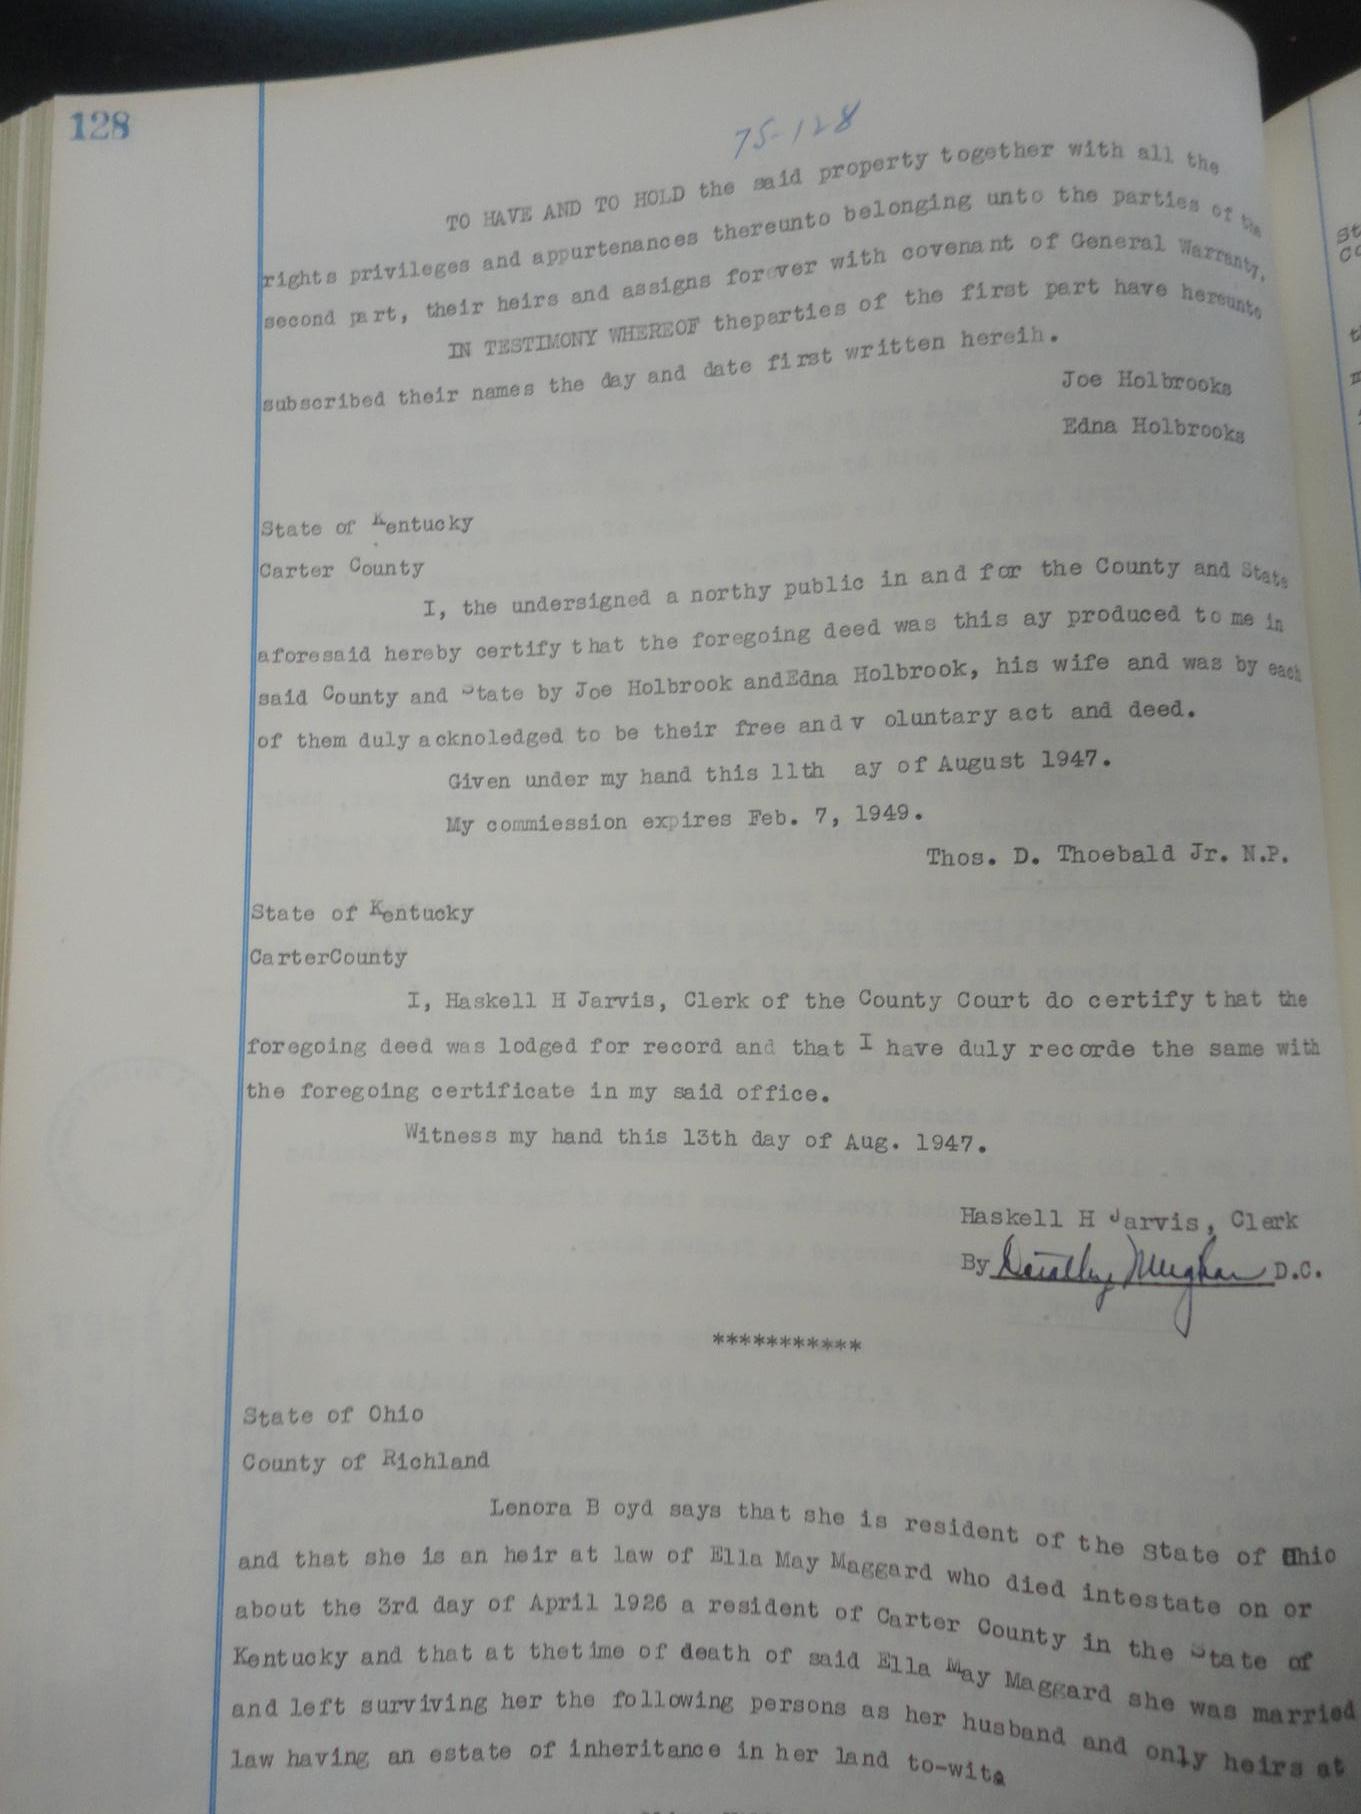 128
75-128
TO HAVE AND TO HOLD the said property together with all the
rights privileges and appurtenances thereunto belonging unto the parties of the
second part, their heirs and assigns forever with covenant of General Warranty.
IN TESTIMONY WHEREOF theparties of the first part have hereunto
subscribed their names the day and date first written herein.
Joe Holbrooks
Edna Holbrooks
State of Kentucky
Carter County
I, the undersigned a northy public in and for the County and State
aforesaid hereby certify that the foregoing deed was this ay produced to me in
said County and State by Joe Holbrook andEdna Holbrook, his wife and was by each
of them duly acknoledged to be their free and v oluntary act and deed.
Given under my hand this 11th ay of August 1947.
My commiession expires Feb. 7, 1949.
Thos. D. Thoebald Jr. N.P.
State of Kentucky
CarterCounty
I, Haskell H Jarvis, Clerk of the County Court do certify that the
foregoing deed was lodged for record and that I have duly recorde the same with
the foregoing certificate in my said office.
Witness my hand this 13th day of Aug. 1947.
Haskell H Jarvis, Clerk
By Dorothy Meighan D.C.
***********
State of Ohio
County of Richland
Lenora B oyd says that she is resident of the state of Ohio
and that she is an heir at law of Ella May Maggard who died intestate on or
about the 3rd day of April 1926 a resident of Carter County in the State of
Kentucky and that at thetime of death of said Ella May Maggard she was married
and left surviving her the following persons as her husband and only heirs at
law having an estate of inheritance in her land to-wit: